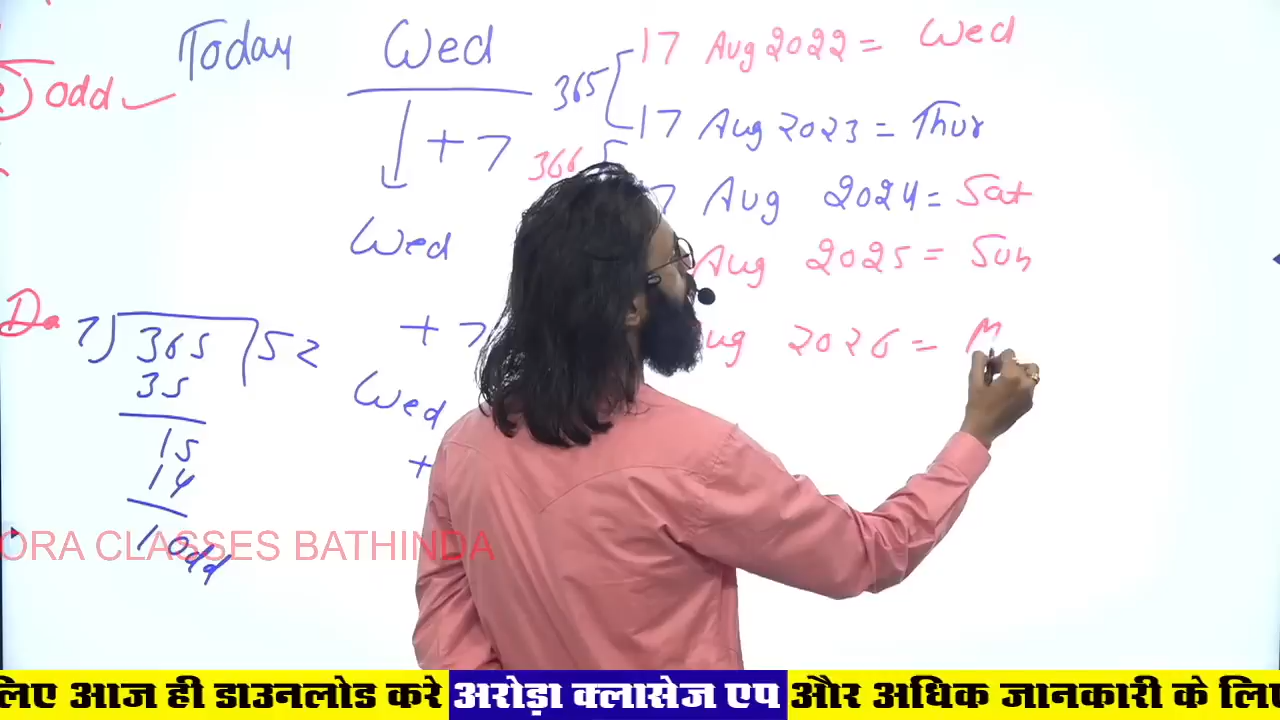 Today Wed
odd ✓
+7
Wed
+7
Wed
+
17 Aug 2022 = Wed
365
17 Aug 2023 = Thur
366
7 Aug 2024 = Sat
Aug 2025 = Sun
ug 2026 = M
Da
7) 365 (52
35
15
14
1 odd
ORA CLASSES BATHINDA
लिए आज ही डाउनलोड करे अरोड़ा क्लासेज एप और अधिक जानकारी के लिए